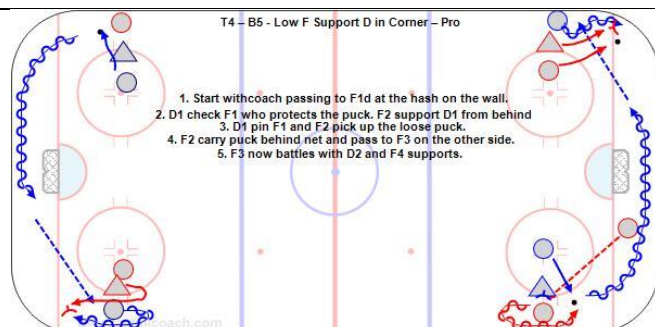 T4 – B5 - Low F Support D in Corner – Pro
1. Start withcoach passing to F1d at the hash on the wall.
2. D1 check F1 who protects the puck. F2 support D1 from behind
3. D1 pin F1 and F2 pick up the loose puck.
4. F2 carry puck behind net and pass to F3 on the other side.
5. F3 now battles with D2 and F4 supports.